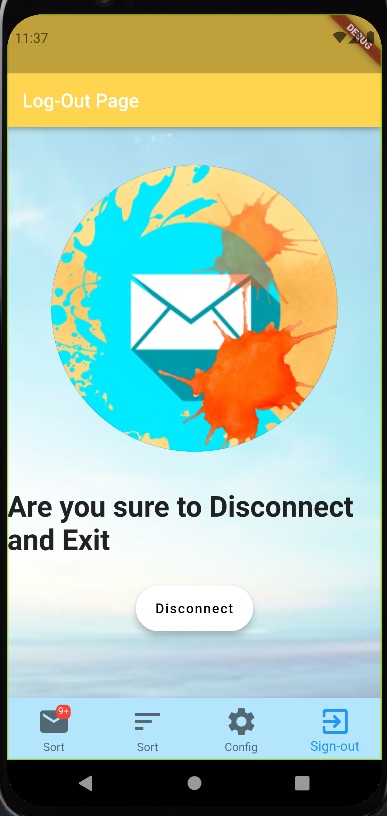 11:37
DEBUG
Log-Out Page
Are you sure to Disconnect
and Exit
Disconnect
9+
Sort
Sort
Config
Sign-out